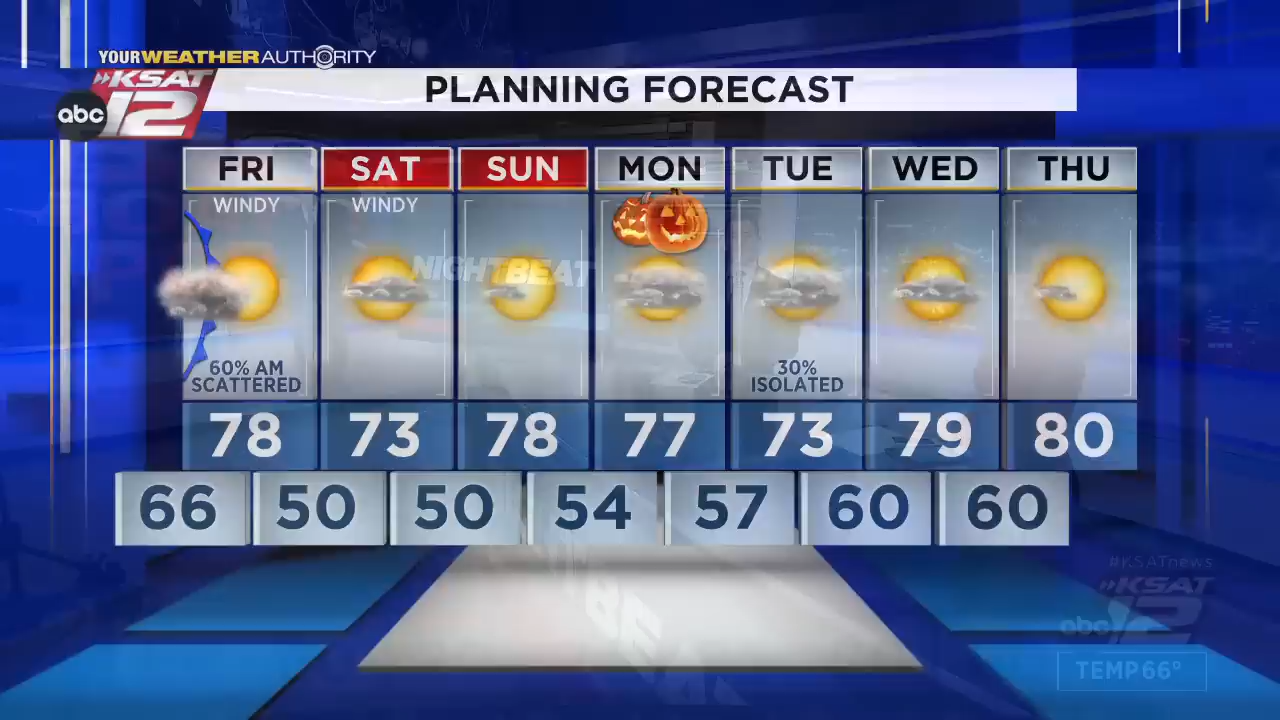 YOUR WEATHER AUTHORITY
KSAT
abc 12
PLANNING FORECAST
FRI SAT SUN MON TUE WED THU
WINDY WINDY
NIGHTBEAT
60% AM 30%
SCATTERED ISOLATED
78 73 78 77 73 79 80
66 50 50 54 57 60 60
#KSATnews
KSAT
abc 12
TEMP 66°